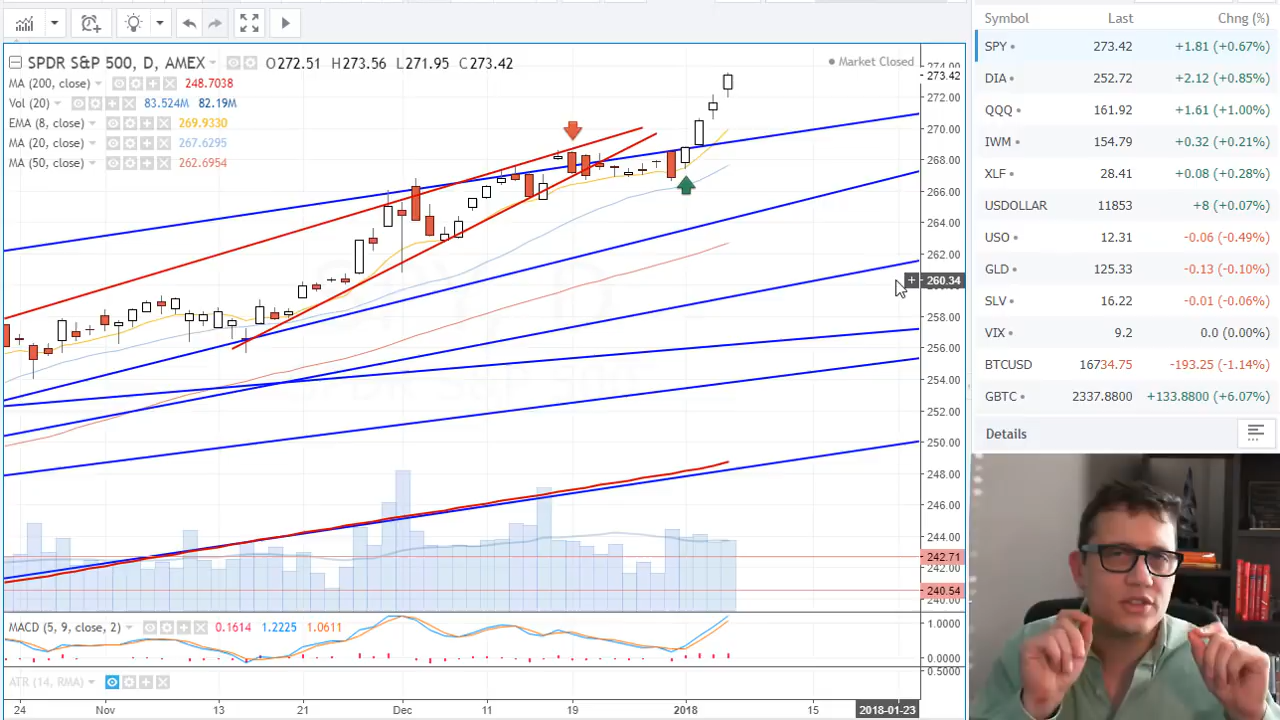 SPDR S&P 500, D, AMEX O272.51 H273.56 L271.95 C273.42
Market Closed
MA (200, close) 248.7038
Vol (20) 83.524M 82.19M
EMA (8, close) 269.9330
MA (20, close) 267.6295
MA (50, close) 262.6954
274.00
273.42
272.00
270.00
268.00
266.00
264.00
262.00
260.34
258.00
256.00
254.00
252.00
250.00
248.00
246.00
244.00
242.71
242.00
240.54
MACD (5, 9, close, 2) 0.1614 1.2225 1.0611
1.0000
0.0000
0.5000
ATR (14, RMA)
24 Nov 13 21 Dec 11 19 2018 15 2018-01-23
Symbol Last Chng (%)
SPY 273.42 +1.81 (+0.67%)
DIA 252.72 +2.12 (+0.85%)
QQQ 161.92 +1.61 (+1.00%)
IWM 154.79 +0.32 (+0.21%)
XLF 28.41 +0.08 (+0.28%)
USDOLLAR 11853 +8 (+0.07%)
USO 12.31 -0.06 (-0.49%)
GLD 125.33 -0.13 (-0.10%)
SLV 16.22 -0.01 (-0.06%)
VIX 9.2 0.0 (0.00%)
BTCUSD 16734.75 -193.25 (-1.14%)
GBTC 2337.8800 +133.8800 (+6.07%)
Details